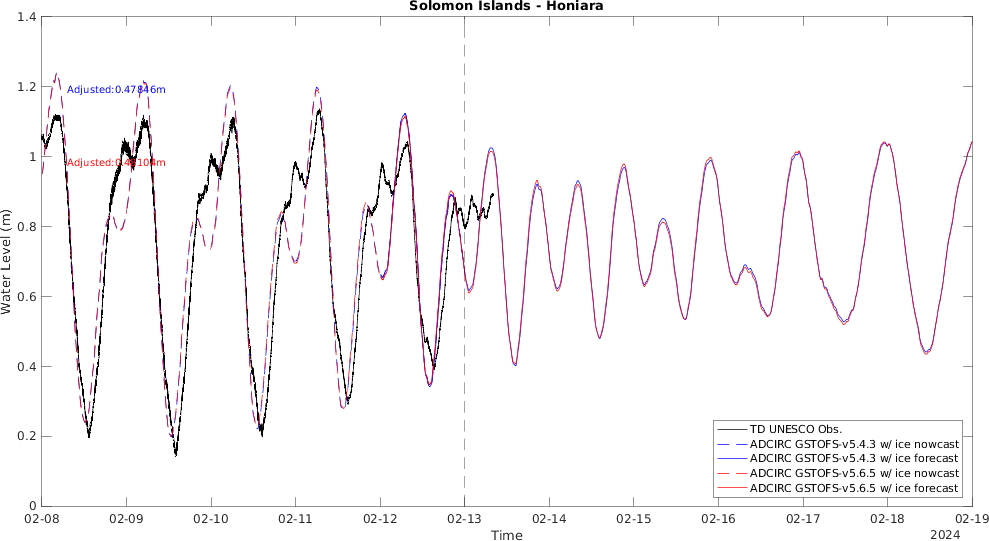 Solomon Islands - Honiara
Water Level (m)
1.4
1.2
1
0.8
0.6
0.4
0.2
0
Adjusted:0.47846m
TD UNESCO Obs.
ADCIRC GSTOFS-v5.4.3 w/ ice nowcast
ADCIRC GSTOFS-v5.4.3 w/ ice forecast
ADCIRC GSTOFS-v5.6.5 w/ ice nowcast
ADCIRC GSTOFS-v5.6.5 w/ ice forecast
02-08 02-09 02-10 02-11 02-12 02-13 02-14 02-15 02-16 02-17 02-18 02-19
Time
2024